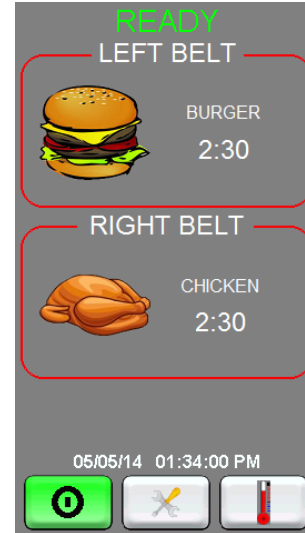 READY
LEFT BELT
BURGER
2:30
RIGHT BELT
CHICKEN
2:30
05/05/14 01:34:00 PM